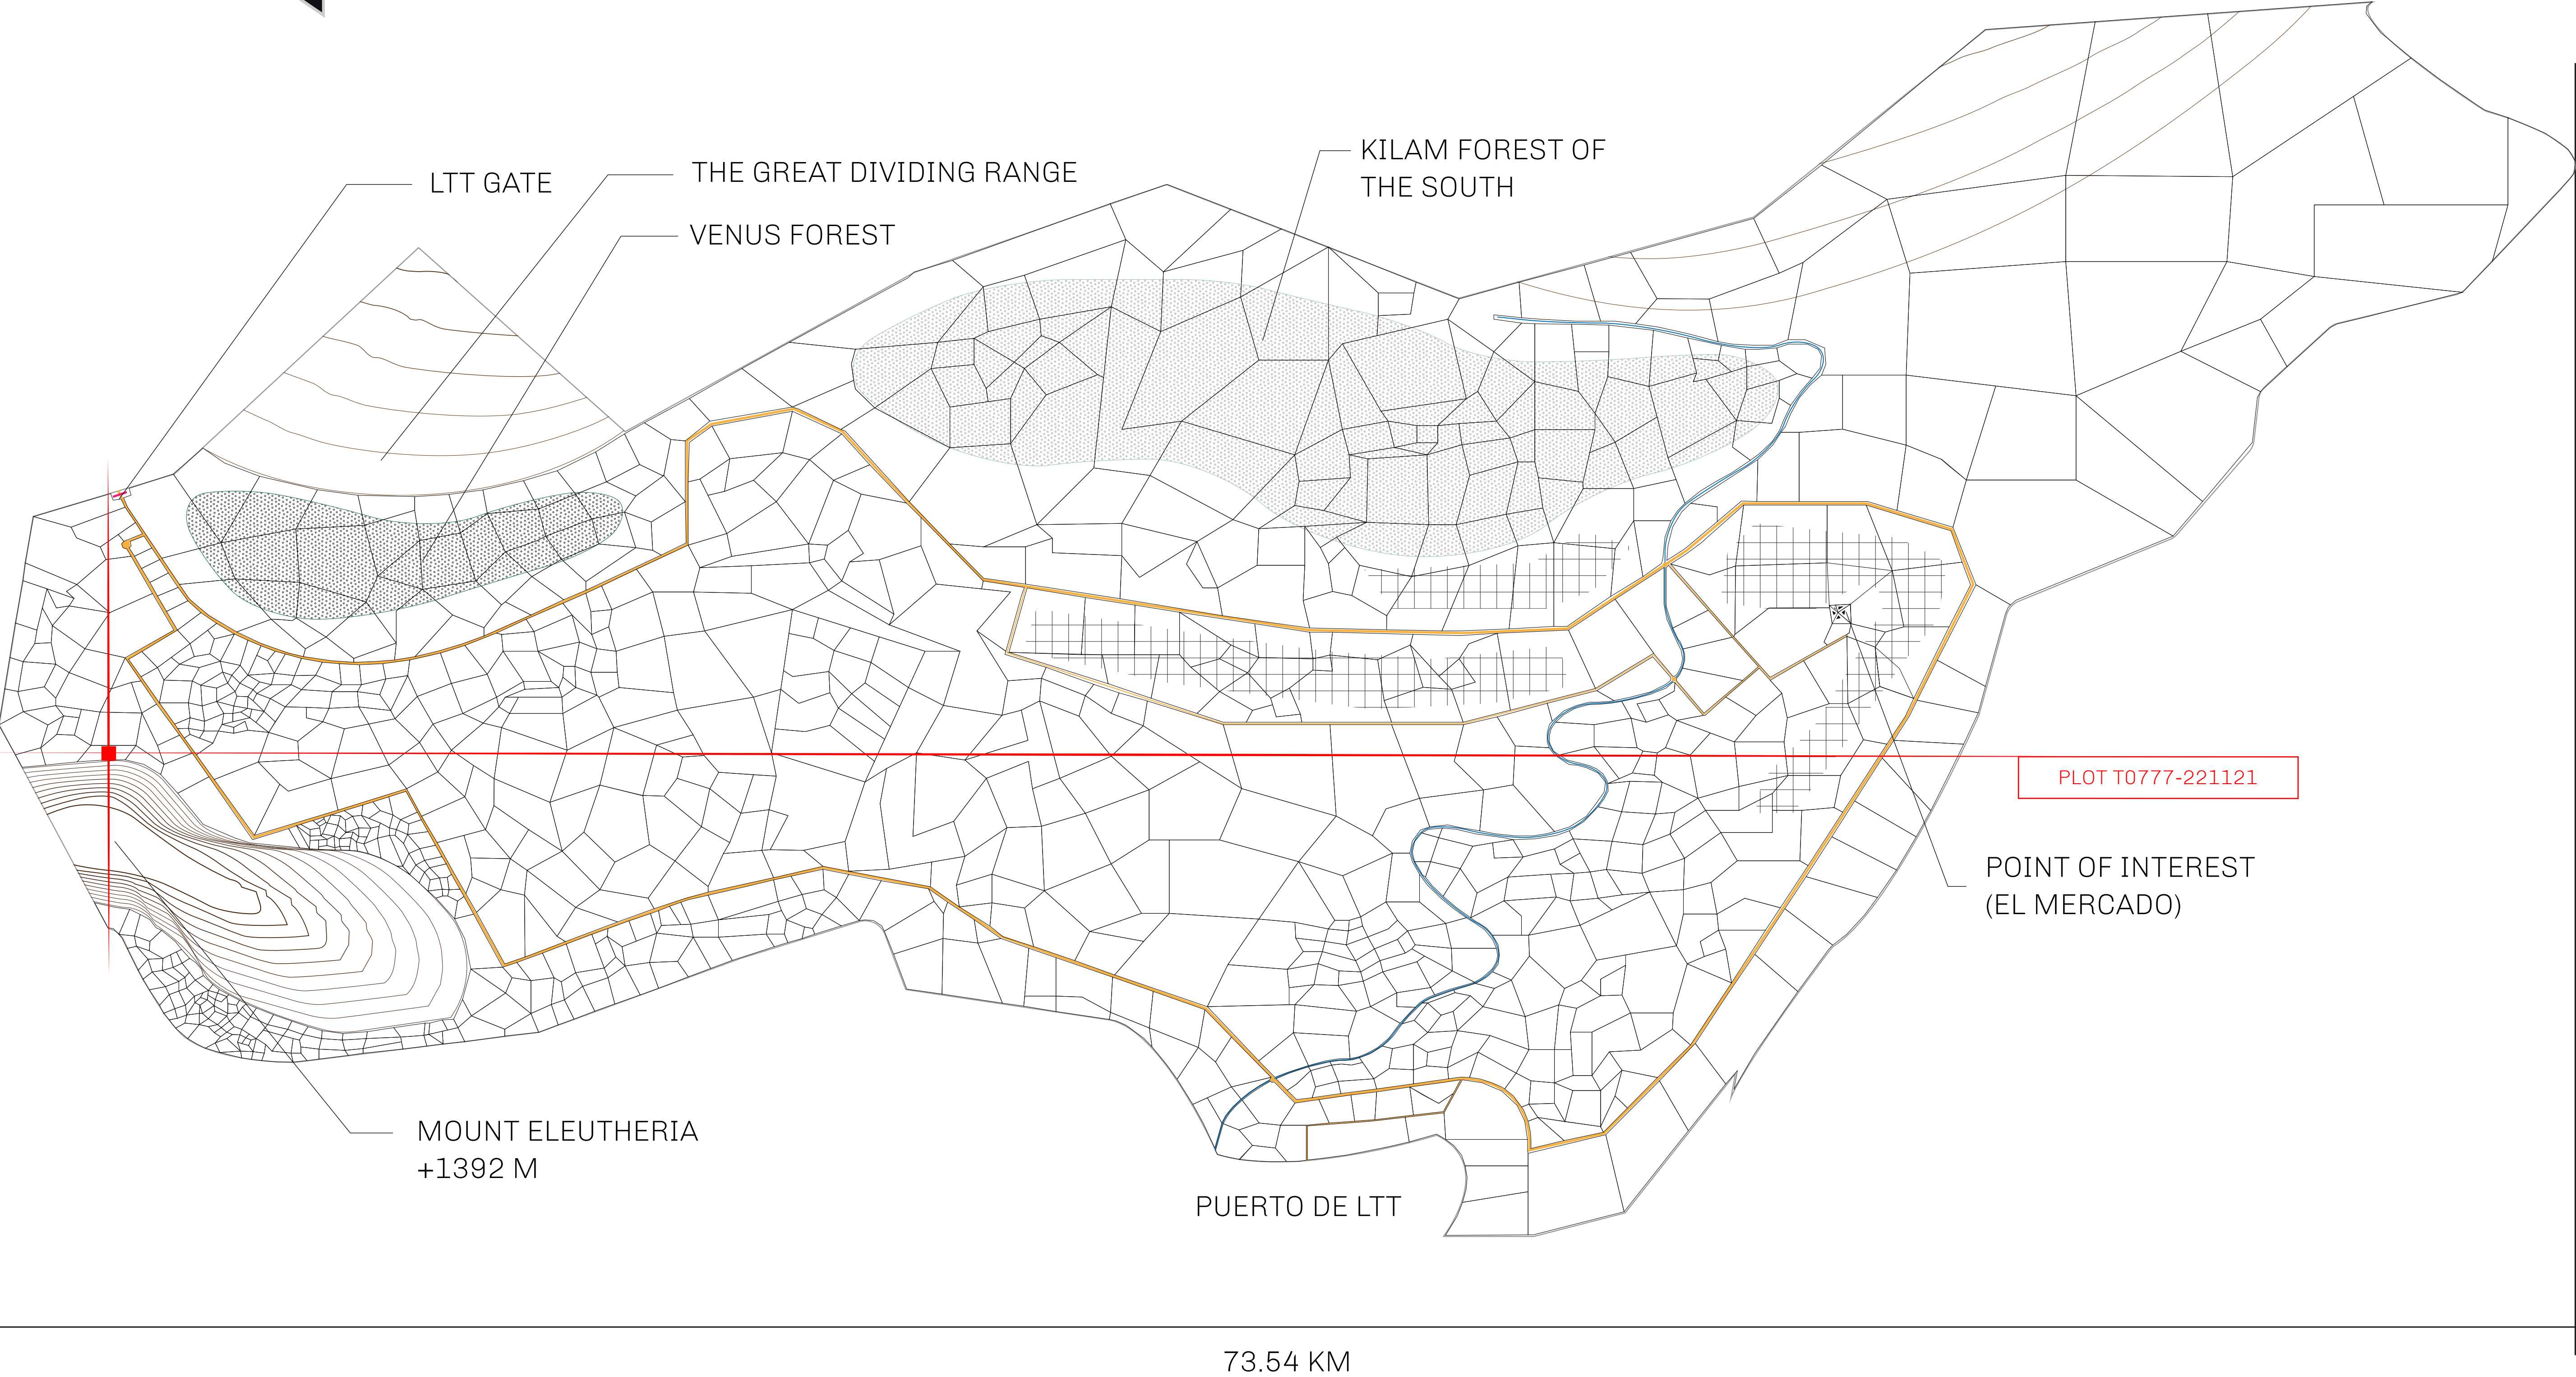 KILAM FOREST OF
THE SOUTH
THE GREAT DIVIDING RANGE
LTT GATE
VENUS FOREST
PLOT T0777-221121
POINT OF INTEREST
(EL MERCADO)
MOUNT ELEUTHERIA
+1392 M
PUERTO DE LTT
73.54 KM